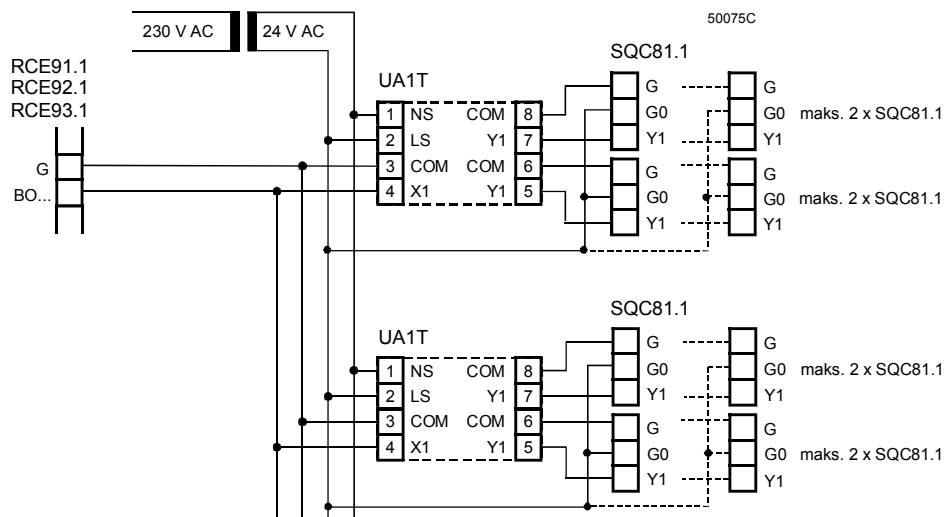 50075C
230 V AC 24 V AC
SQC81.1
RCE91.1
RCE92.1
RCE93.1
G
BO...
UA1T
1 NS COM 8
2 LS Y1 7
3 COM COM 6
4 X1 Y1 5
G G
G0 G0 maks. 2 x SQC81.1
Y1 Y1
G G
G0 G0 maks. 2 x SQC81.1
Y1 Y1
SQC81.1
UA1T
1 NS COM 8
2 LS Y1 7
3 COM COM 6
4 X1 Y1 5
G G
G0 G0 maks. 2 x SQC81.1
Y1 Y1
G G
G0 G0 maks. 2 x SQC81.1
Y1 Y1